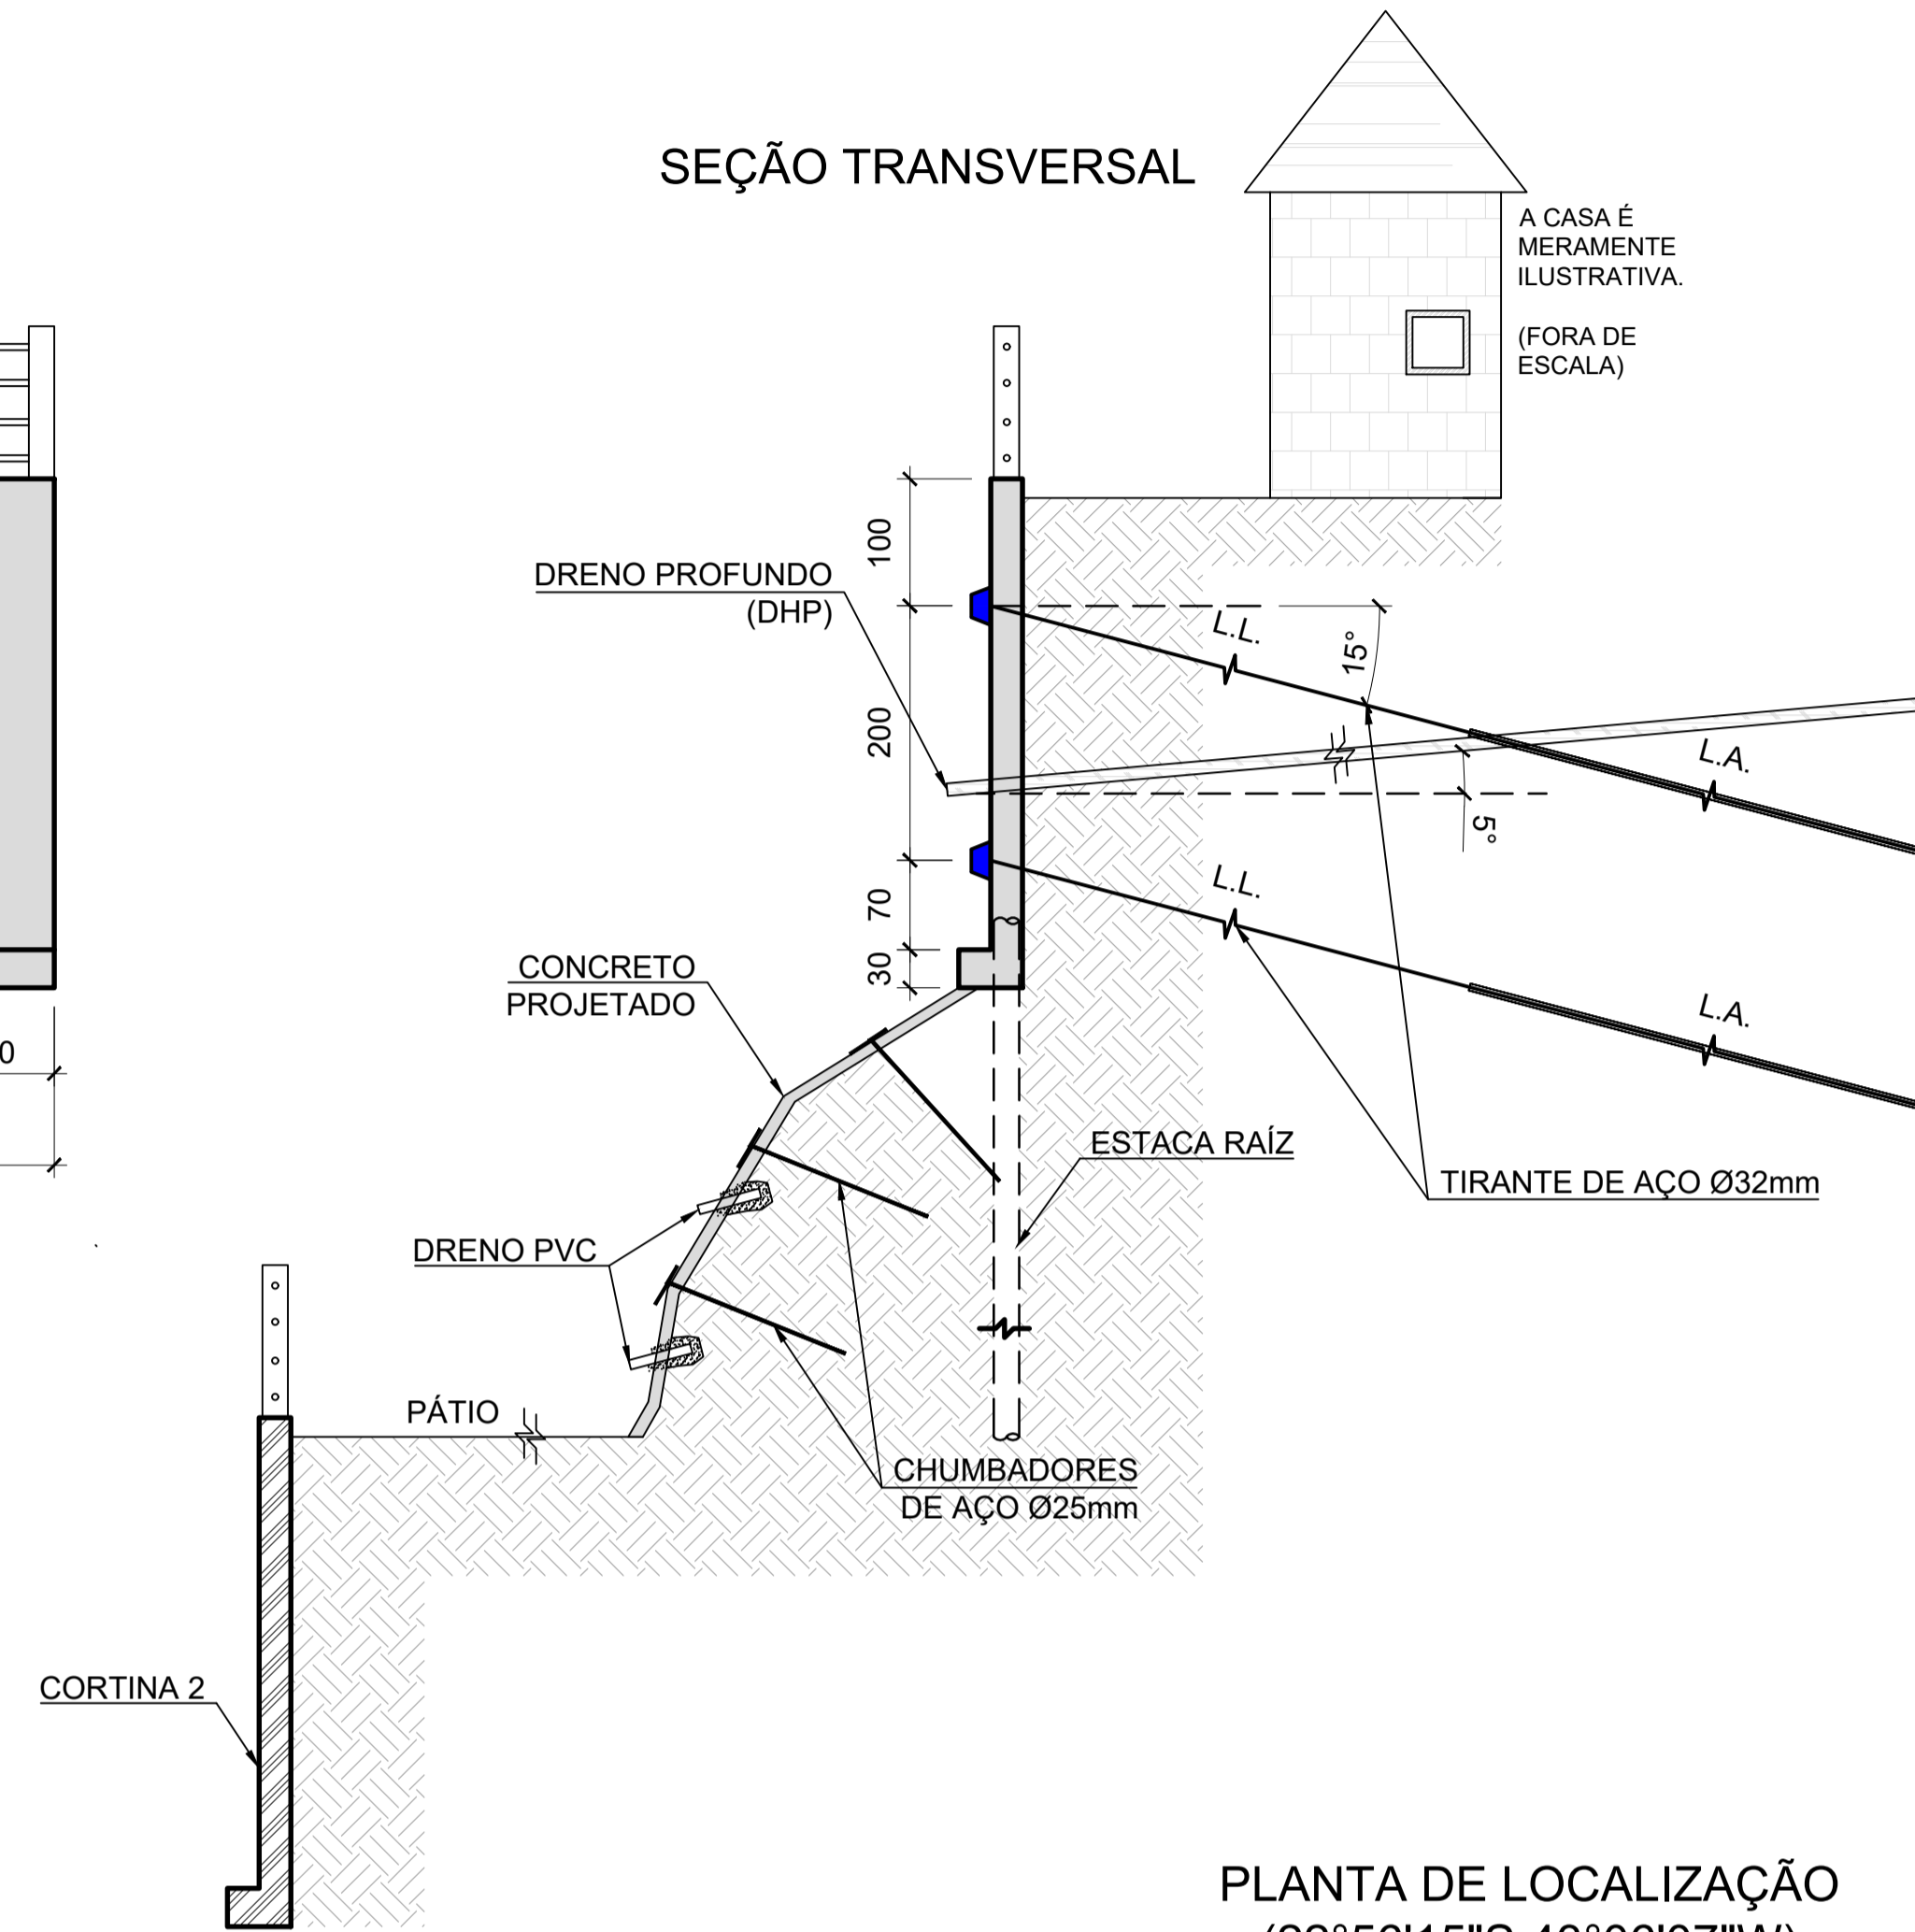 SEÇÃO TRANSVERSAL
A CASA É
MERAMENTE
ILUSTRATIVA.
(FORA DE
ESCALA)
100
DRENO PROFUNDO
(DHP)
L.L.
15°
200
L.A.
5°
L.L.
70
CONCRETO
PROJETADO
30
L.A.
0
ESTACA RAÍZ
TIRANTE DE AÇO Ø32mm
DRENO PVC
PÁTIO
CHUMBADORES
DE AÇO Ø25mm
CORTINA 2
PLANTA DE LOCALIZAÇÃO